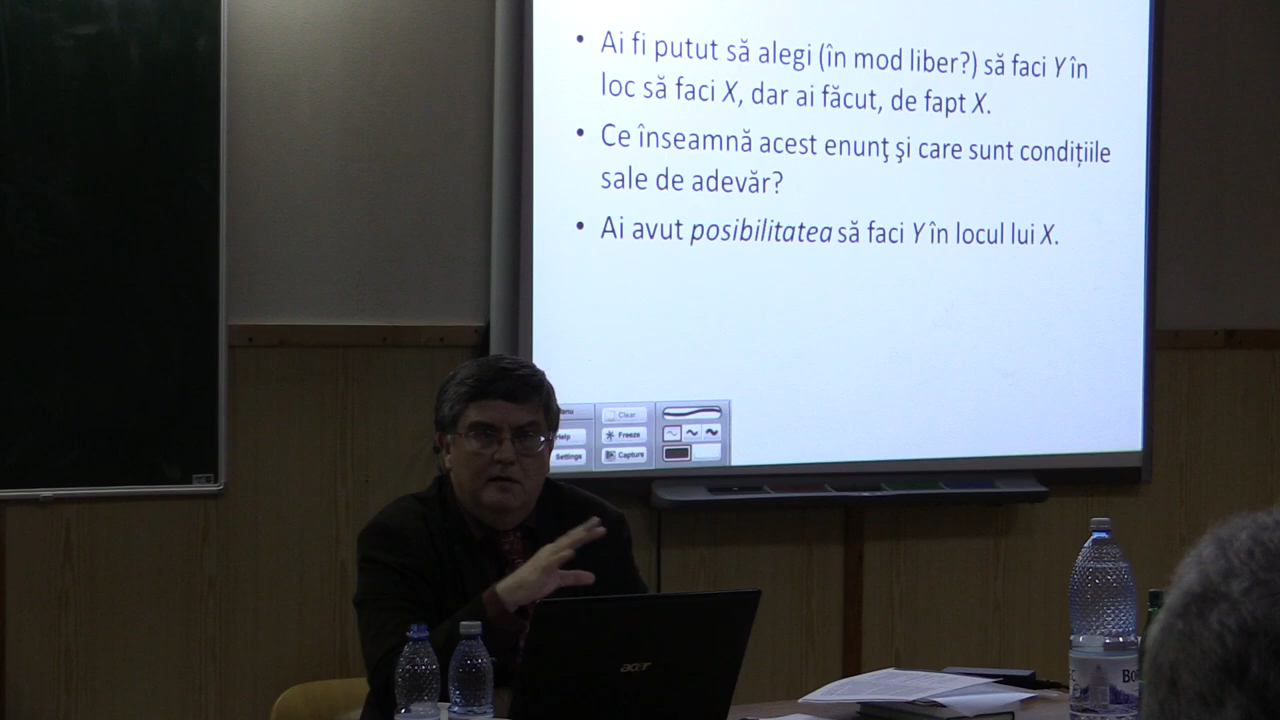 • Ai fi putut să alegi (în mod liber?) să faci Y în
loc să faci X, dar ai făcut, de fapt X.
• Ce înseamnă acest enunţ şi care sunt condițiile
sale de adevăr?
• Ai avut posibilitatea să faci Y în locul lui X.
Clear
Help
Freeze
Settings
Capture
acer